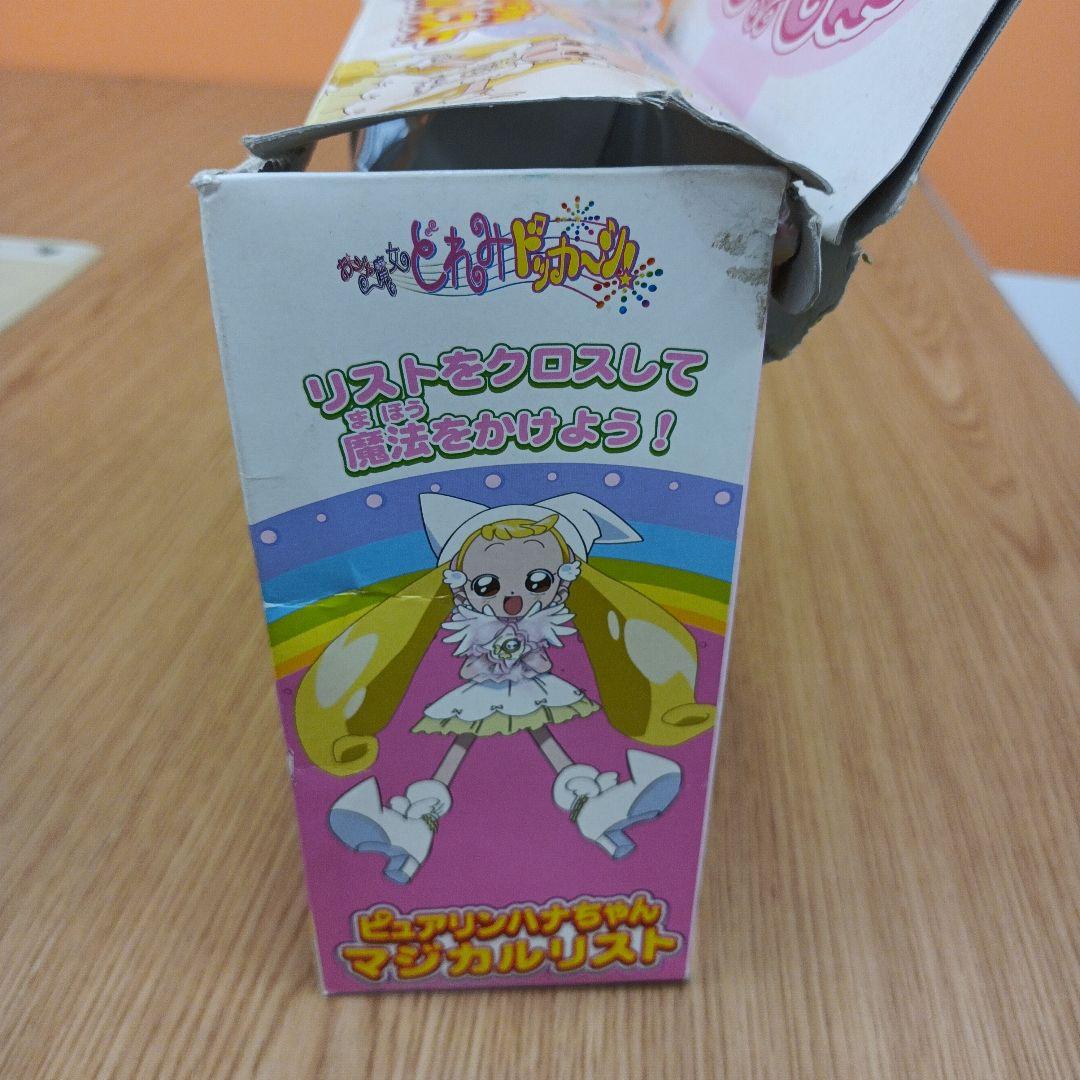 おジャ魔女どれみドッカ～ン!
リストをクロスして
まほう
魔法をかけよう！
ピュアリンハナちゃん
マジカルリスト